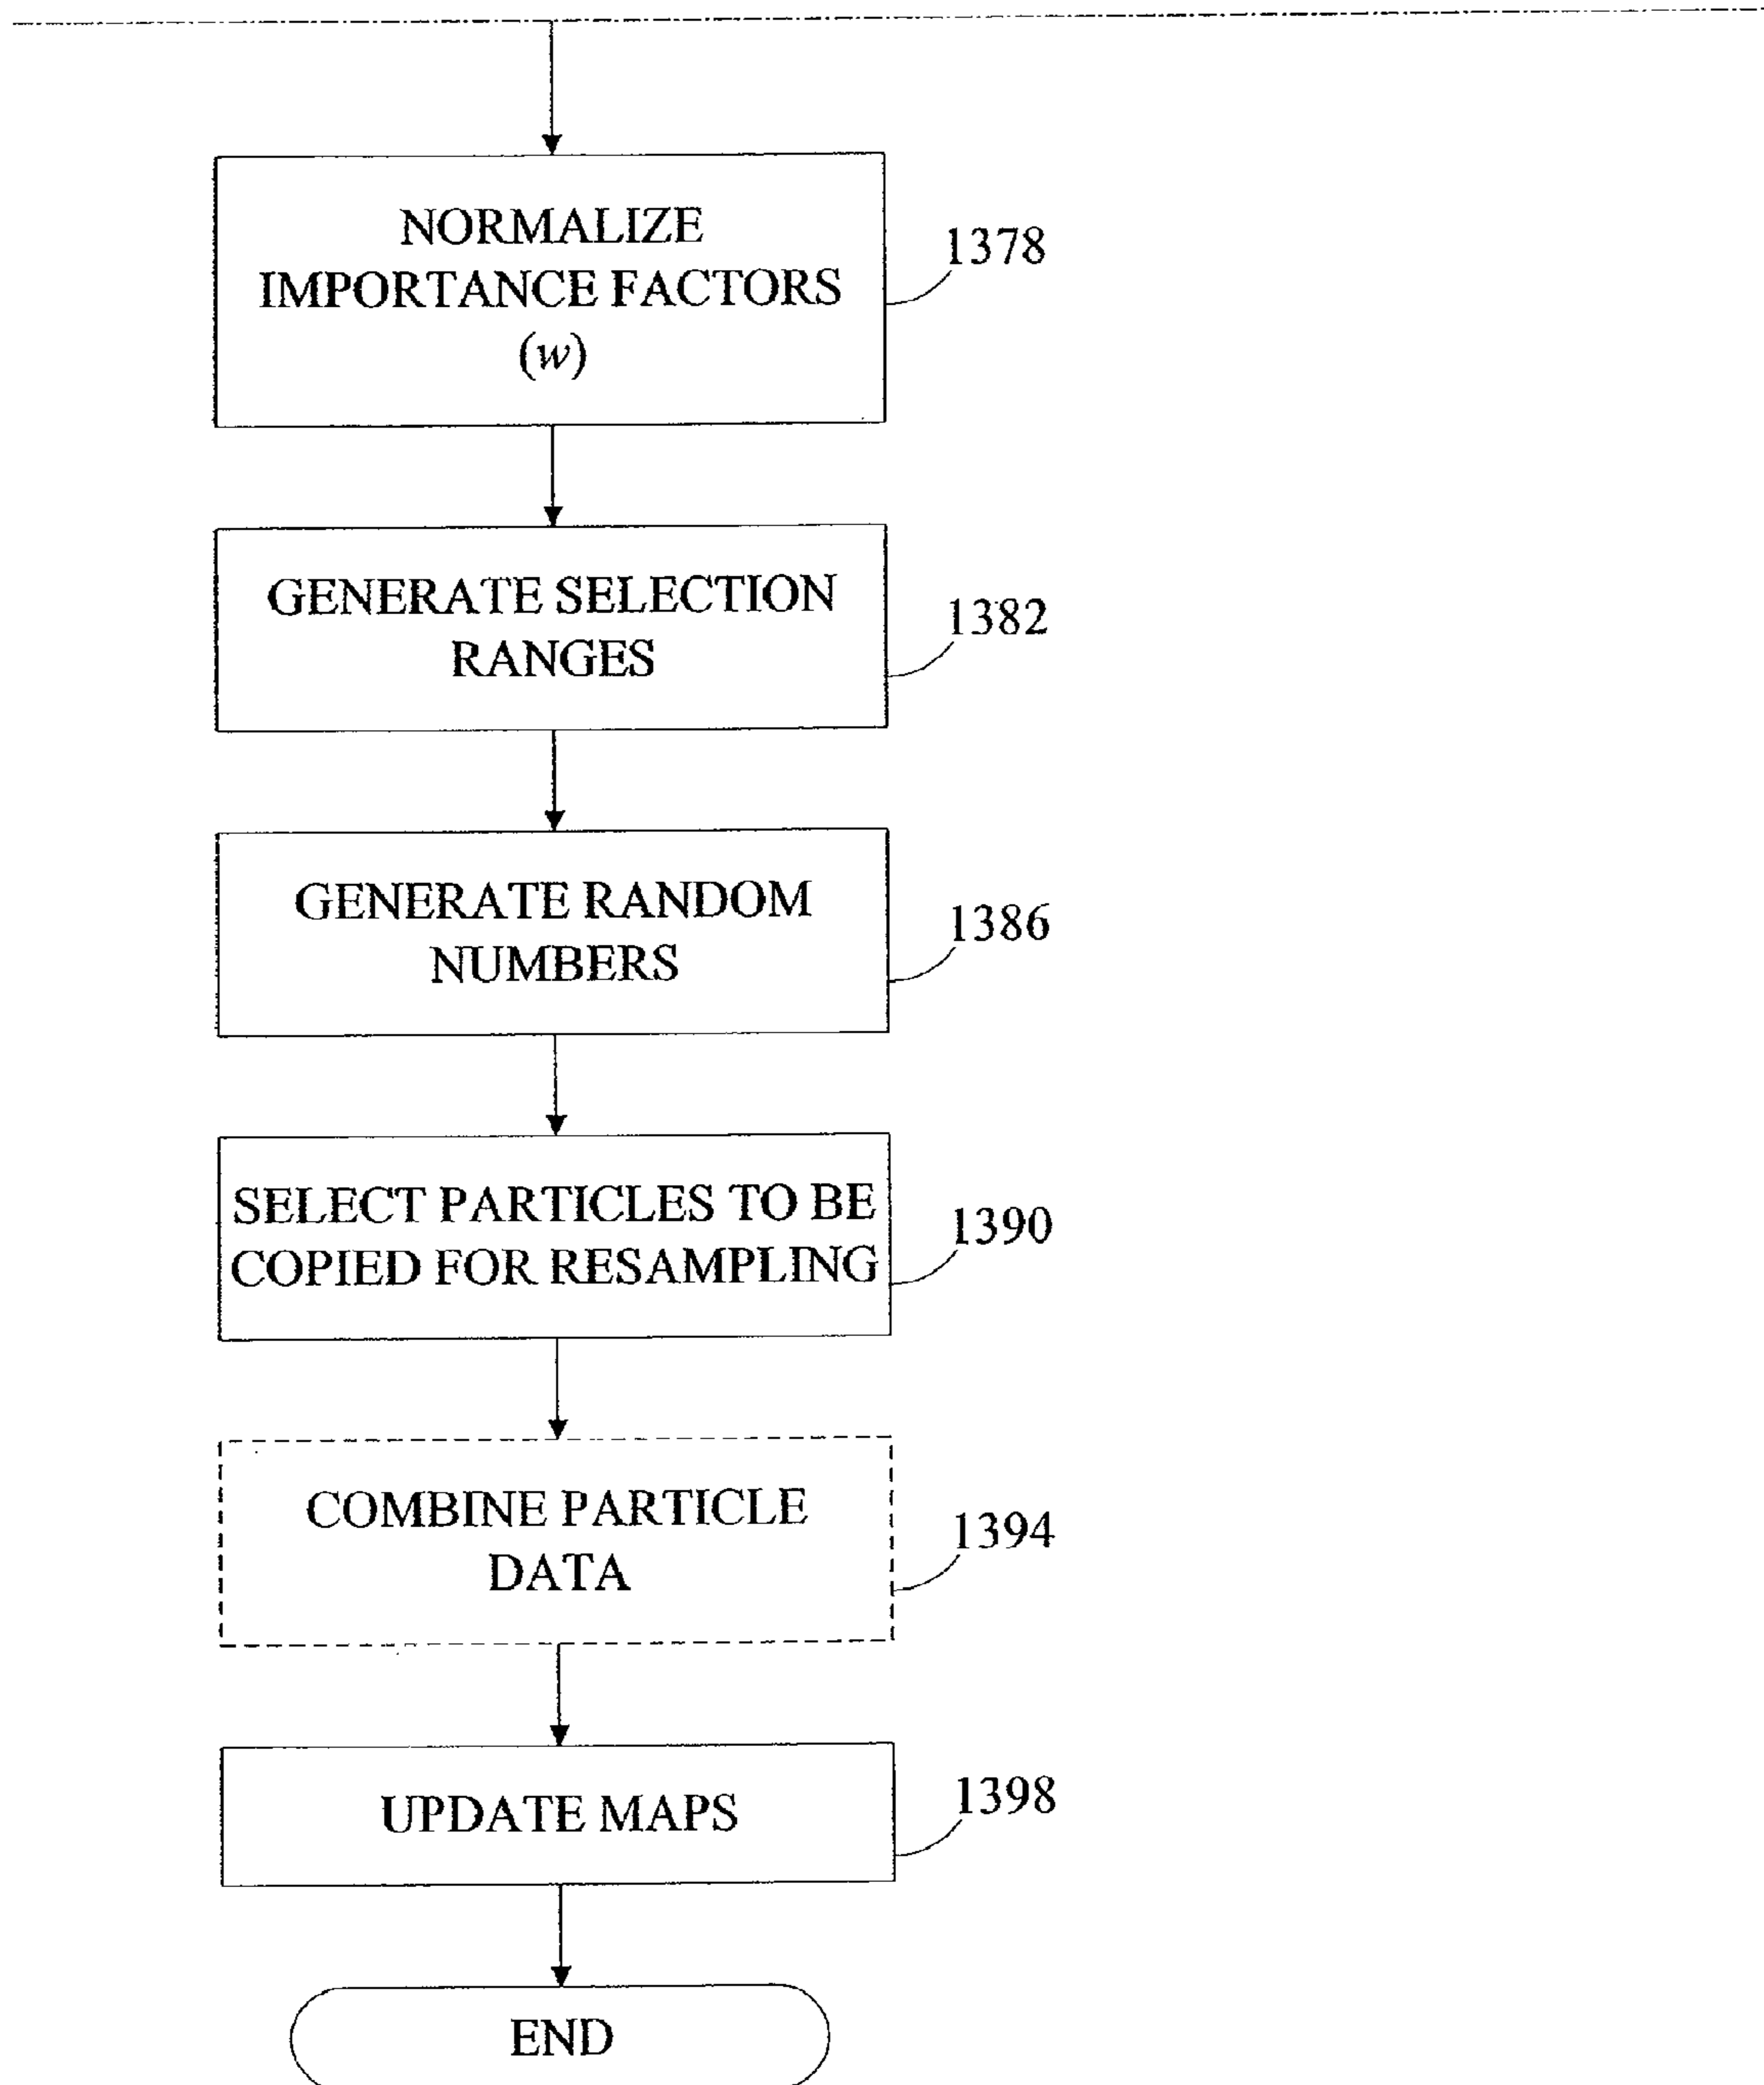 NORMALIZE
IMPORTANCE FACTORS
(w)
1378
GENERATE SELECTION
RANGES
1382
GENERATE RANDOM
NUMBERS
1386
SELECT PARTICLES TO BE
COPIED FOR RESAMPLING
1390
COMBINE PARTICLE
DATA
1394
UPDATE MAPS
1398
END